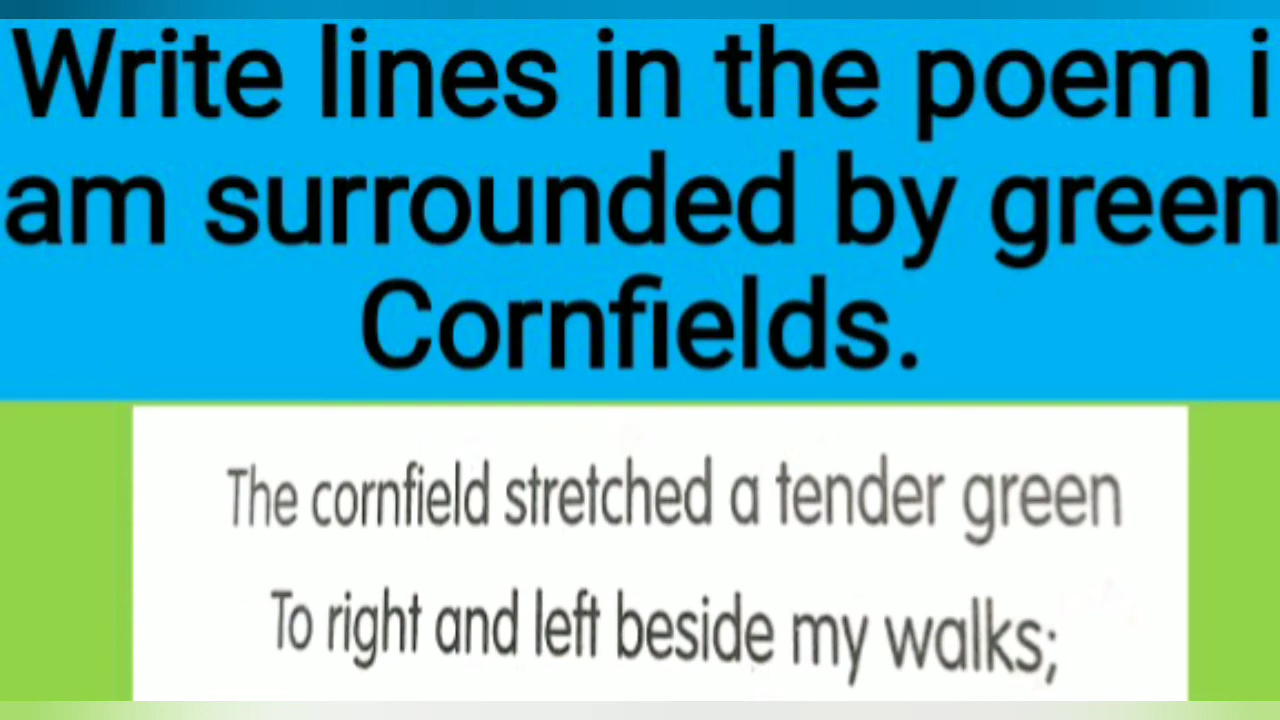 Write lines in the poem i
am surrounded by green
Cornfields.
The cornfield stretched a tender green
To right and left beside my walks;